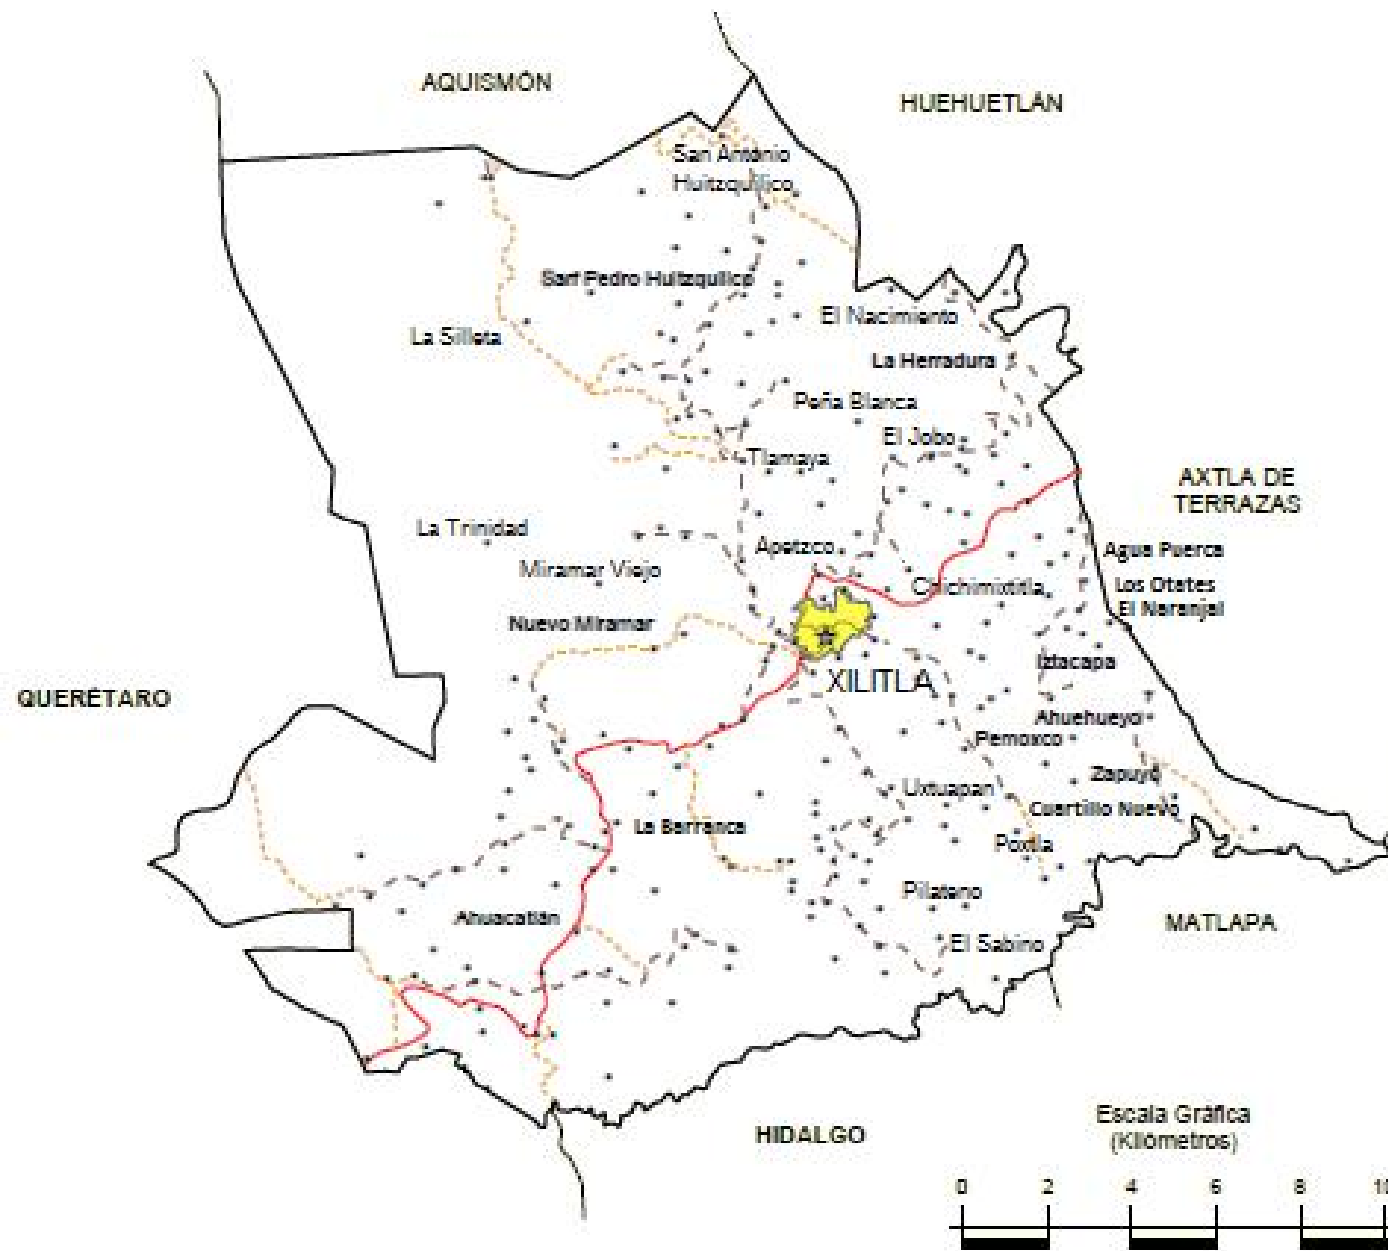 AQUISMÓN
HUEHUETLÁN
San Antonio
Huitzquilico
San Pedro Huitzquilico
El Nacimiento
La Silleta
La Herradura
Peña Blanca
El Jobo
Tlamaya
AXTLA DE
TERRAZAS
La Trinidad
Apetzco
Agua Puerca
Miramar Viejo
Chichimixtitla
Los Otates
El Naranjal
Nuevo Miramar
Iztacapa
XILITLA
QUERÉTARO
Ahuehueyo
Pemoxco
Zapuyo
Uxtuapan
Cuartillo Nuevo
La Barranca
Poxtla
Pilateno
Ahuacatlán
MATLAPA
El Sabino
HIDALGO
Escala Gráfica
(Kilómetros)
0 2 4 6 8 10